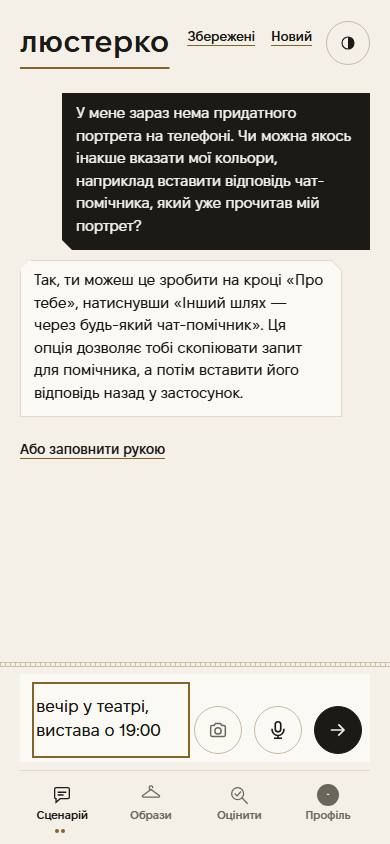 люстерко
Збережені
Новий
У мене зараз нема придатного
портрета на телефоні. Чи можна якось
інакше вказати мої кольори,
наприклад вставити відповідь чат-
помічника, який уже прочитав мій
портрет?
Так, ти можеш це зробити на кроці «Про
тебе», натиснувши «Інший шлях —
через будь-який чат-помічник». Ця
опція дозволяє тобі скопіювати запит
для помічника, а потім вставити його
відповідь назад у застосунок.
Або заповнити рукою
вечір у театрі,
вистава о 19:00
Сценарій
Образи
Оцінити
Профіль